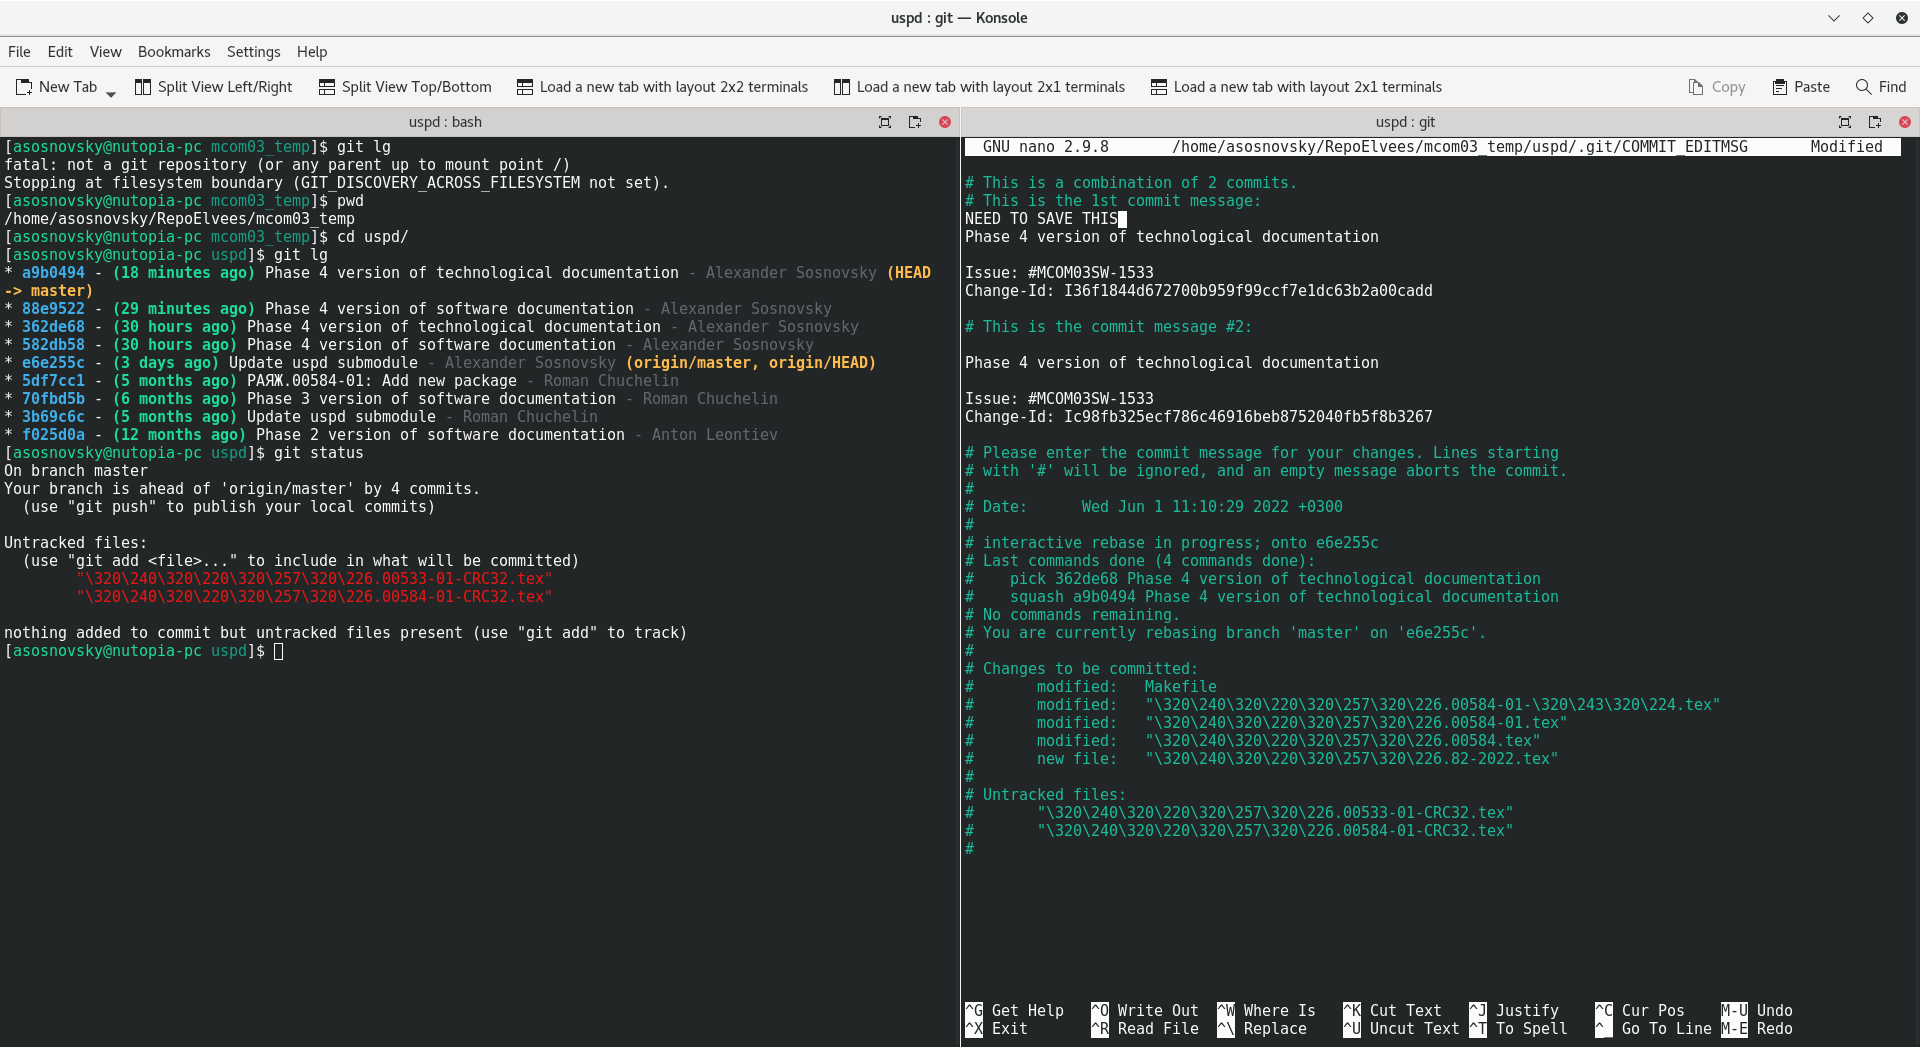 uspd : git — Konsole
File Edit View Bookmarks Settings Help
New Tab Split View Left/Right Split View Top/Bottom Load a new tab with layout 2x2 terminals Load a new tab with layout 2x1 terminals Load a new tab with layout 2x1 terminals Copy Paste Find
uspd : bash
[asosnovsky@nutopia-pc mcom03_temp]$ git lg
fatal: not a git repository (or any parent up to mount point /)
Stopping at filesystem boundary (GIT_DISCOVERY_ACROSS_FILESYSTEM not set).
[asosnovsky@nutopia-pc mcom03_temp]$ pwd
/home/asosnovsky/RepoElvees/mcom03_temp
[asosnovsky@nutopia-pc mcom03_temp]$ cd uspd/
[asosnovsky@nutopia-pc uspd]$ git lg
* a9b0494 - (18 minutes ago) Phase 4 version of technological documentation - Alexander Sosnovsky (HEAD
-> master)
* 88e9522 - (29 minutes ago) Phase 4 version of software documentation - Alexander Sosnovsky
* 362de68 - (30 hours ago) Phase 4 version of technological documentation - Alexander Sosnovsky
* 582db58 - (30 hours ago) Phase 4 version of software documentation - Alexander Sosnovsky
* e6e255c - (3 days ago) Update uspd submodule - Alexander Sosnovsky (origin/master, origin/HEAD)
* 5df7cc1 - (5 months ago) РАЯЖ.00584-01: Add new package - Roman Chuchelin
* 70fbd5b - (6 months ago) Phase 3 version of software documentation - Roman Chuchelin
* 3b69c6c - (5 months ago) Update uspd submodule - Roman Chuchelin
* f025d0a - (12 months ago) Phase 2 version of software documentation - Anton Leontiev
[asosnovsky@nutopia-pc uspd]$ git status
On branch master
Your branch is ahead of 'origin/master' by 4 commits.
(use "git push" to publish your local commits)
Untracked files:
(use "git add <file>..." to include in what will be committed)
"\320\240\320\220\320\257\320\226.00533-01-CRC32.tex"
"\320\240\320\220\320\257\320\226.00584-01-CRC32.tex"
nothing added to commit but untracked files present (use "git add" to track)
[asosnovsky@nutopia-pc uspd]$
uspd : git
GNU nano 2.9.8 /home/asosnovsky/RepoElvees/mcom03_temp/uspd/.git/COMMIT_EDITMSG Modified
# This is a combination of 2 commits.
# This is the 1st commit message:
NEED TO SAVE THIS
Phase 4 version of technological documentation
Issue: #MCOM03SW-1533
Change-Id: I36f1844d672700b959f99ccf7e1dc63b2a00cadd
# This is the commit message #2:
Phase 4 version of technological documentation
Issue: #MCOM03SW-1533
Change-Id: Ic98fb325ecf786c46916beb8752040fb5f8b3267
# Please enter the commit message for your changes. Lines starting
# with '#' will be ignored, and an empty message aborts the commit.
#
# Date: Wed Jun 1 11:10:29 2022 +0300
#
# interactive rebase in progress; onto e6e255c
# Last commands done (4 commands done):
# pick 362de68 Phase 4 version of technological documentation
# squash a9b0494 Phase 4 version of technological documentation
# No commands remaining.
# You are currently rebasing branch 'master' on 'e6e255c'.
#
# Changes to be committed:
# modified: Makefile
# modified: "\320\240\320\220\320\257\320\226.00584-01-\320\243\320\224.tex"
# modified: "\320\240\320\220\320\257\320\226.00584-01.tex"
# modified: "\320\240\320\220\320\257\320\226.00584.tex"
# new file: "\320\240\320\220\320\257\320\226.82-2022.tex"
#
# Untracked files:
# "\320\240\320\220\320\257\320\226.00533-01-CRC32.tex"
# "\320\240\320\220\320\257\320\226.00584-01-CRC32.tex"
#
^G Get Help ^O Write Out ^W Where Is ^K Cut Text ^J Justify ^C Cur Pos M-U Undo
^X Exit ^R Read File ^\ Replace ^U Uncut Text ^T To Spell ^_ Go To Line M-E Redo